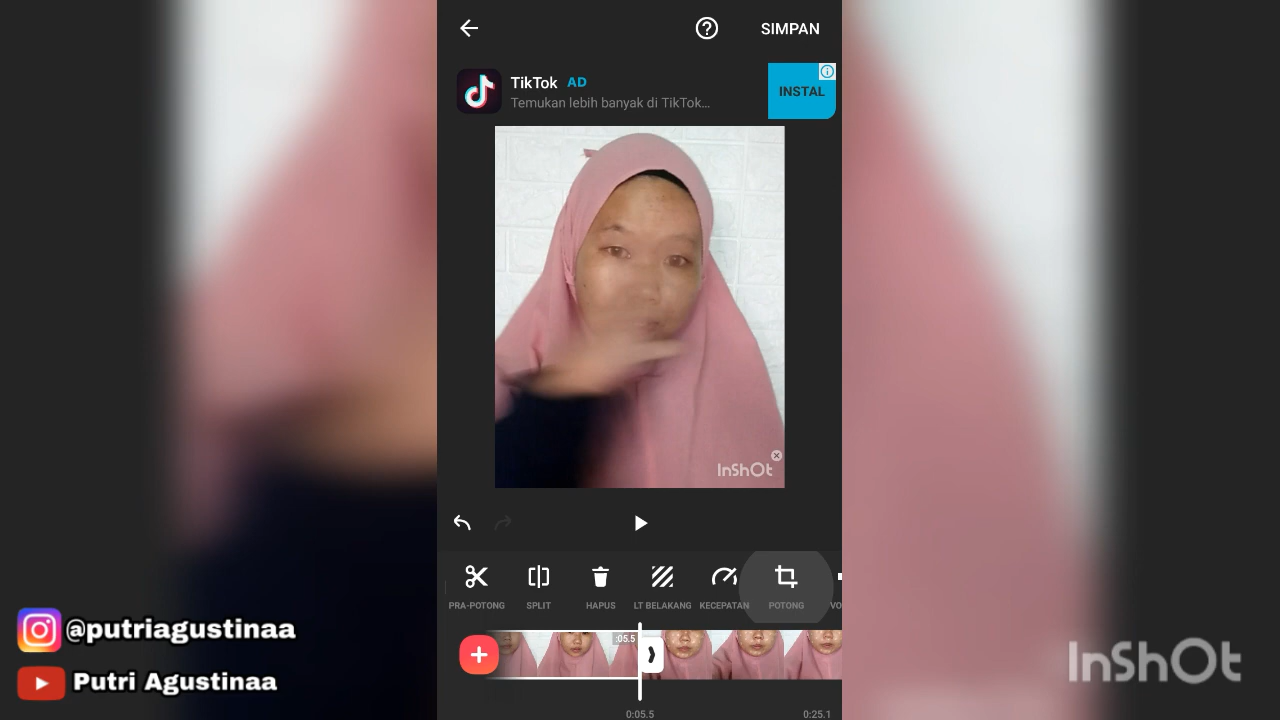 SIMPAN
TikTok AD
Temukan lebih banyak di TikTok...
INSTAL
InShOt
PRA-POTONG SPLIT HAPUS LT BELAKANG KECEPATAN POTONG VO
:05.5
0:05.5 0:25.1
@putriagustinaa
Putri Agustinaa
InShOt